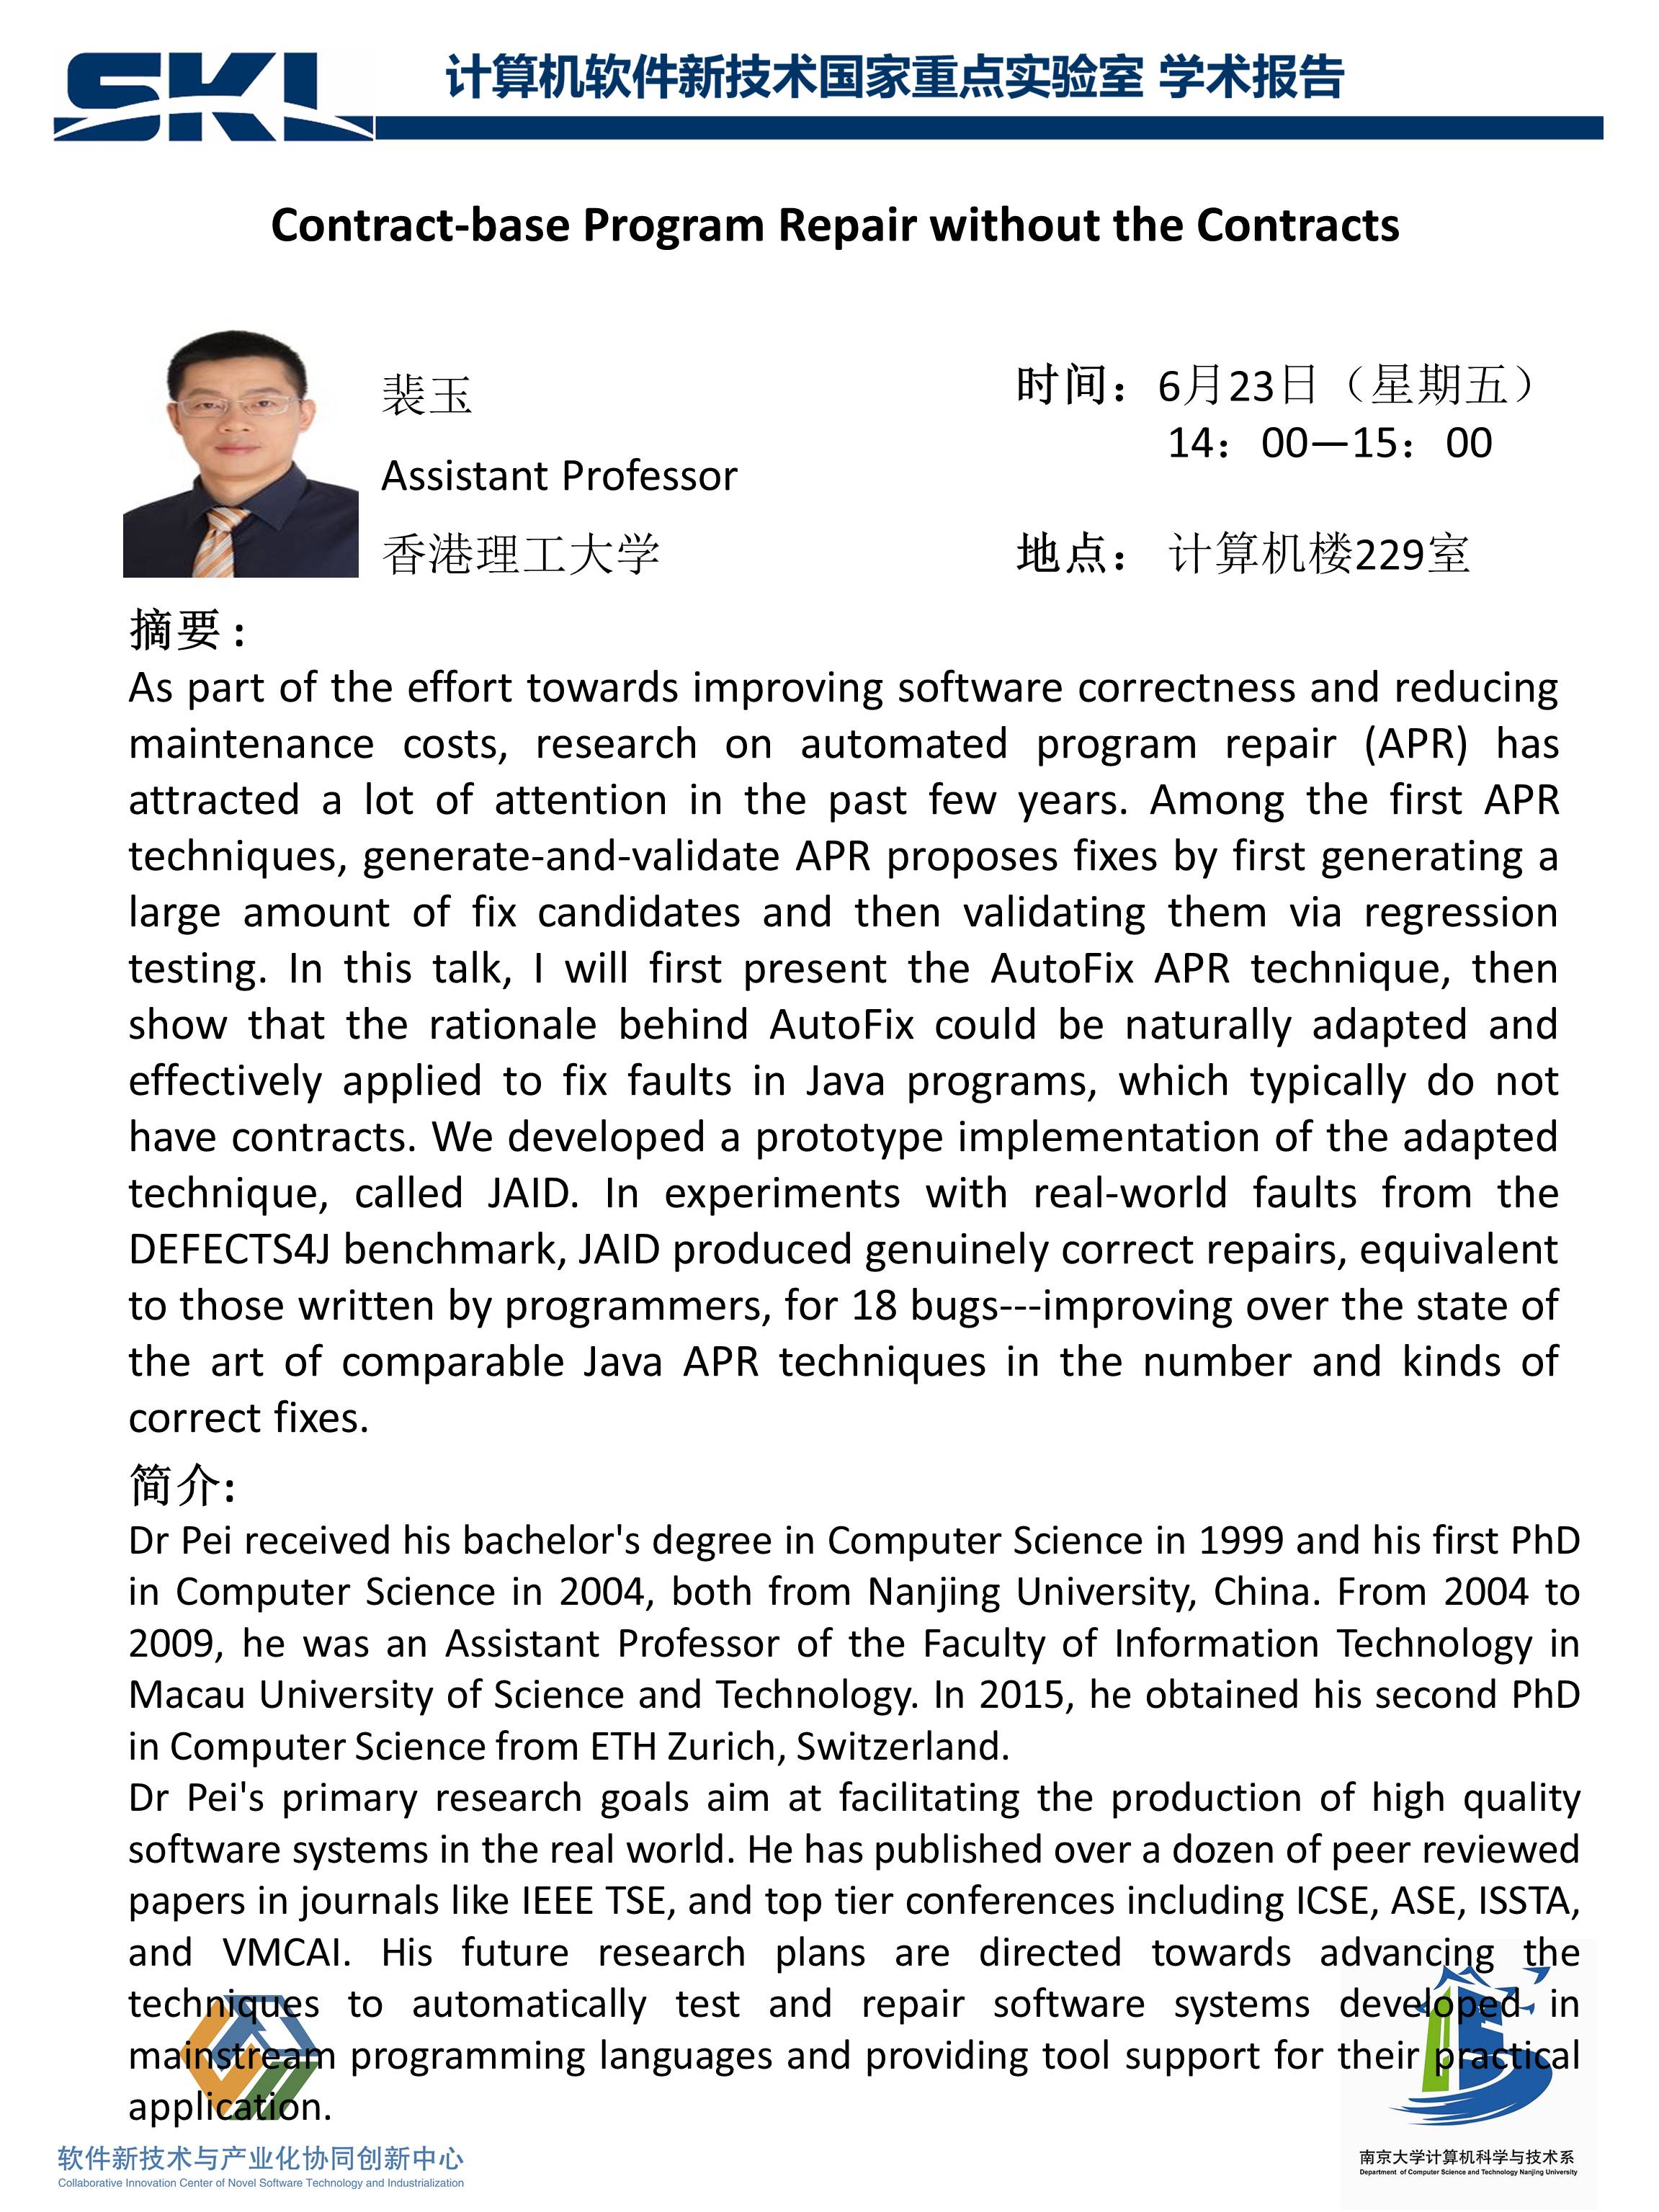 SKL
计算机软件新技术国家重点实验室 学术报告
Contract-base Program Repair without the Contracts
裴玉
Assistant Professor
香港理工大学
时间：6月23日（星期五）
14：00—15：00
地点： 计算机楼229室
摘要：
As part of the effort towards improving software correctness and reducing
maintenance costs, research on automated program repair (APR) has
attracted a lot of attention in the past few years. Among the first APR
techniques, generate-and-validate APR proposes fixes by first generating a
large amount of fix candidates and then validating them via regression
testing. In this talk, I will first present the AutoFix APR technique, then
show that the rationale behind AutoFix could be naturally adapted and
effectively applied to fix faults in Java programs, which typically do not
have contracts. We developed a prototype implementation of the adapted
technique, called JAID. In experiments with real-world faults from the
DEFECTS4J benchmark, JAID produced genuinely correct repairs, equivalent
to those written by programmers, for 18 bugs---improving over the state of
the art of comparable Java APR techniques in the number and kinds of
correct fixes.
简介:
Dr Pei received his bachelor's degree in Computer Science in 1999 and his first PhD
in Computer Science in 2004, both from Nanjing University, China. From 2004 to
2009, he was an Assistant Professor of the Faculty of Information Technology in
Macau University of Science and Technology. In 2015, he obtained his second PhD
in Computer Science from ETH Zurich, Switzerland.
Dr Pei's primary research goals aim at facilitating the production of high quality
software systems in the real world. He has published over a dozen of peer reviewed
papers in journals like IEEE TSE, and top tier conferences including ICSE, ASE, ISSTA,
and VMCAI. His future research plans are directed towards advancing the
techniques to automatically test and repair software systems developed in
mainstream programming languages and providing tool support for their practical
application.
软件新技术与产业化协同创新中心
Collaborative Innovation Center of Novel Software Technology and Industrialization
南京大学计算机科学与技术系
Department of Computer Science and Technology Nanjing University